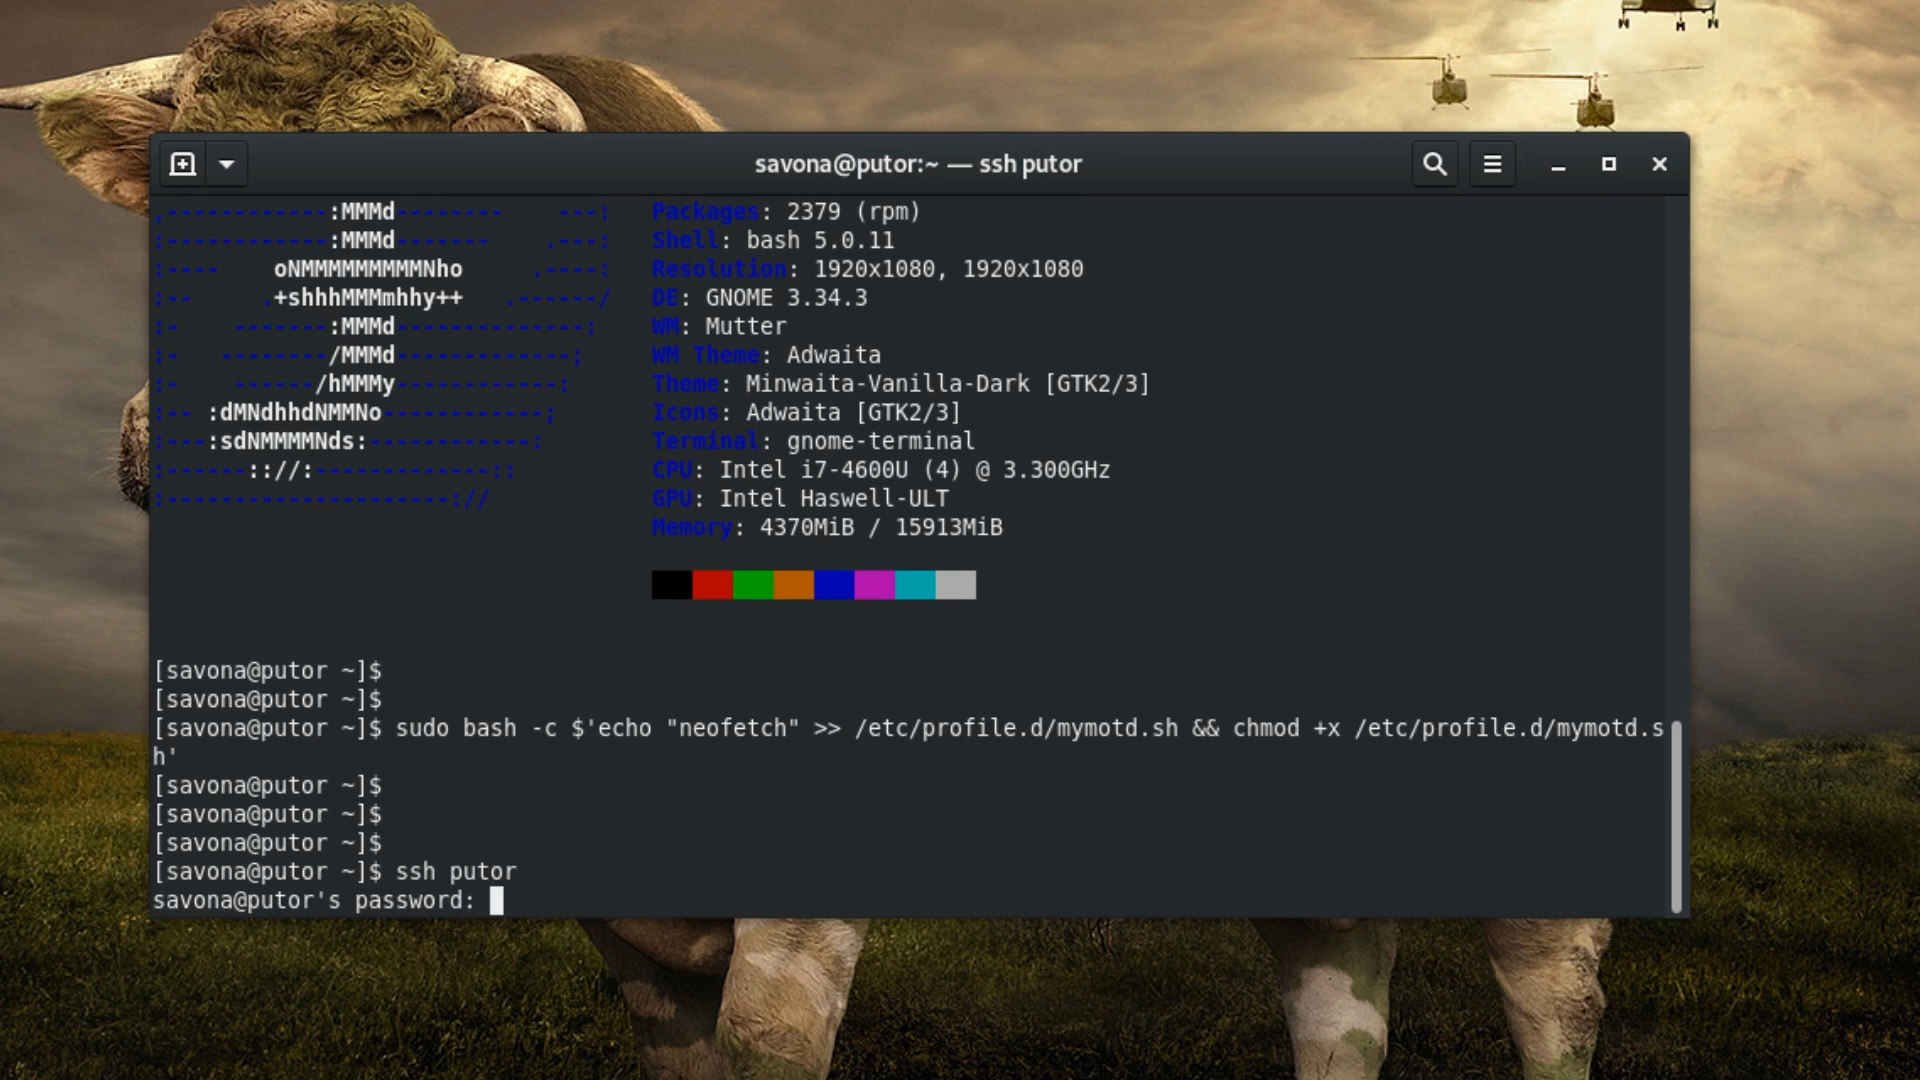 savona@putor:~ — ssh putor
,------------:MMMd--------    ---:   Packages: 2379 (rpm)
:------------:MMMd-------    .---:   Shell: bash 5.0.11
:----    oNMMMMMMMMMNho     .----:   Resolution: 1920x1080, 1920x1080
:--     .+shhhMMMmhhy++   .------/   DE: GNOME 3.34.3
:-    -------:MMMd--------------:    WM: Mutter
:-   --------/MMMd-------------;     WM Theme: Adwaita
:-    ------/hMMMy------------:      Theme: Minwaita-Vanilla-Dark [GTK2/3]
:-- :dMNdhhdNMMNo------------;       Icons: Adwaita [GTK2/3]
:---:sdNMMMMNds:------------:        Terminal: gnome-terminal
:------:://:-------------::          CPU: Intel i7-4600U (4) @ 3.300GHz
:---------------------://            GPU: Intel Haswell-ULT
Memory: 4370MiB / 15913MiB
[savona@putor ~]$
[savona@putor ~]$
[savona@putor ~]$ sudo bash -c $'echo "neofetch" >> /etc/profile.d/mymotd.sh && chmod +x /etc/profile.d/mymotd.s
h'
[savona@putor ~]$
[savona@putor ~]$
[savona@putor ~]$
[savona@putor ~]$ ssh putor
savona@putor's password: